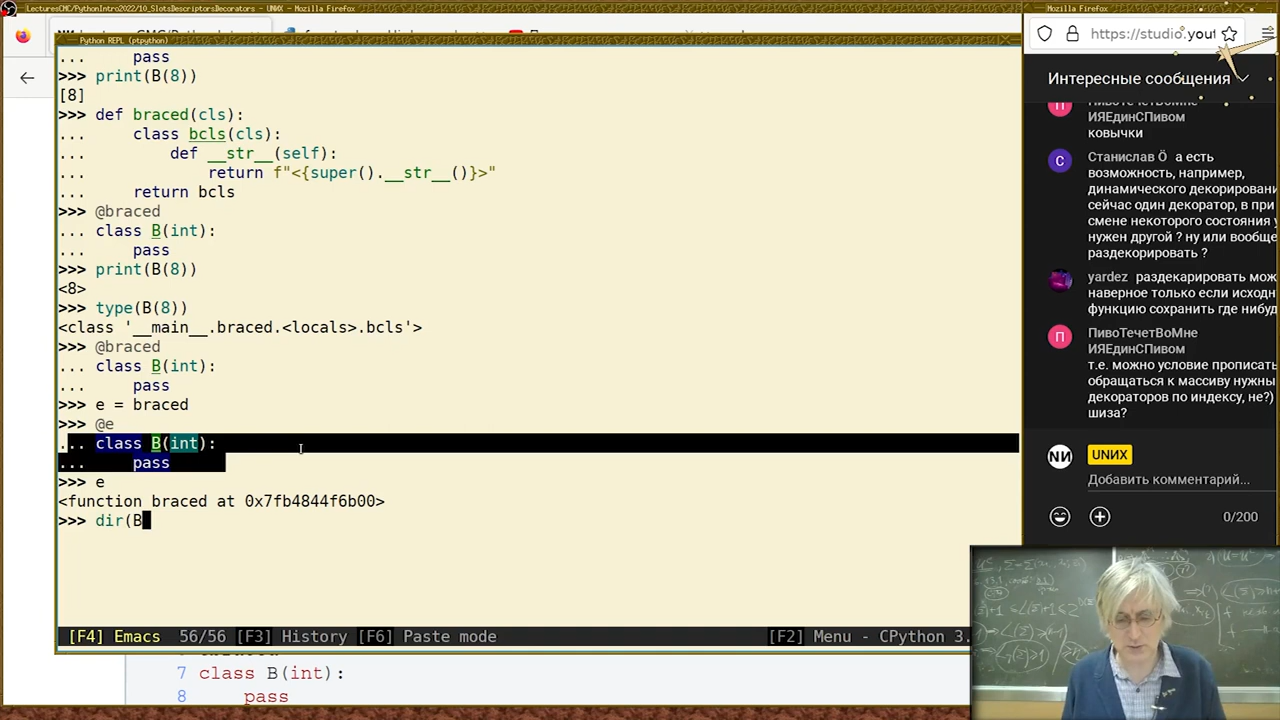 LecturesCMC/PythonIntro2022/10_SlotsDescriptorsDecorators - UNИX — Mozilla Firefox
Mozilla Firefox
Python REPL (ptpython)
https://studio.yout
Интересные сообщения
... pass
>>> print(B(8))
[8]
>>> def braced(cls):
... class bcls(cls):
... def __str__(self):
... return f"<{super().__str__()}>"
... return bcls
>>> @braced
... class B(int):
... pass
>>> print(B(8))
<8>
>>> type(B(8))
<class '__main__.braced.<locals>.bcls'>
>>> @braced
... class B(int):
... pass
>>> e = braced
>>> @e
... class B(int):
... pass
>>> e
<function braced at 0x7fb4844f6b00>
>>> dir(B
[F4] Emacs 56/56 [F3] History [F6] Paste mode [F2] Menu - CPython 3.
7 class B(int):
8 pass
ПивоТечетВоМне
ИЯЕдинСПивом
ковычки
Станислав Ö а есть
возможность, например,
динамического декорировани
сейчас один декоратор, в при
смене некоторого состояния у
нужен другой ? ну или вообще
раздекорировать ?
yardez раздекарировать мож
наверное только если исходн
функцию сохранить где нибуд
ПивоТечетВоМне
ИЯЕдинСПивом
т.е. можно условие прописать
обращаться к массиву нужны
декораторов по индексу, не?)
шиза?
UNИX
Добавить комментарий...
0/200